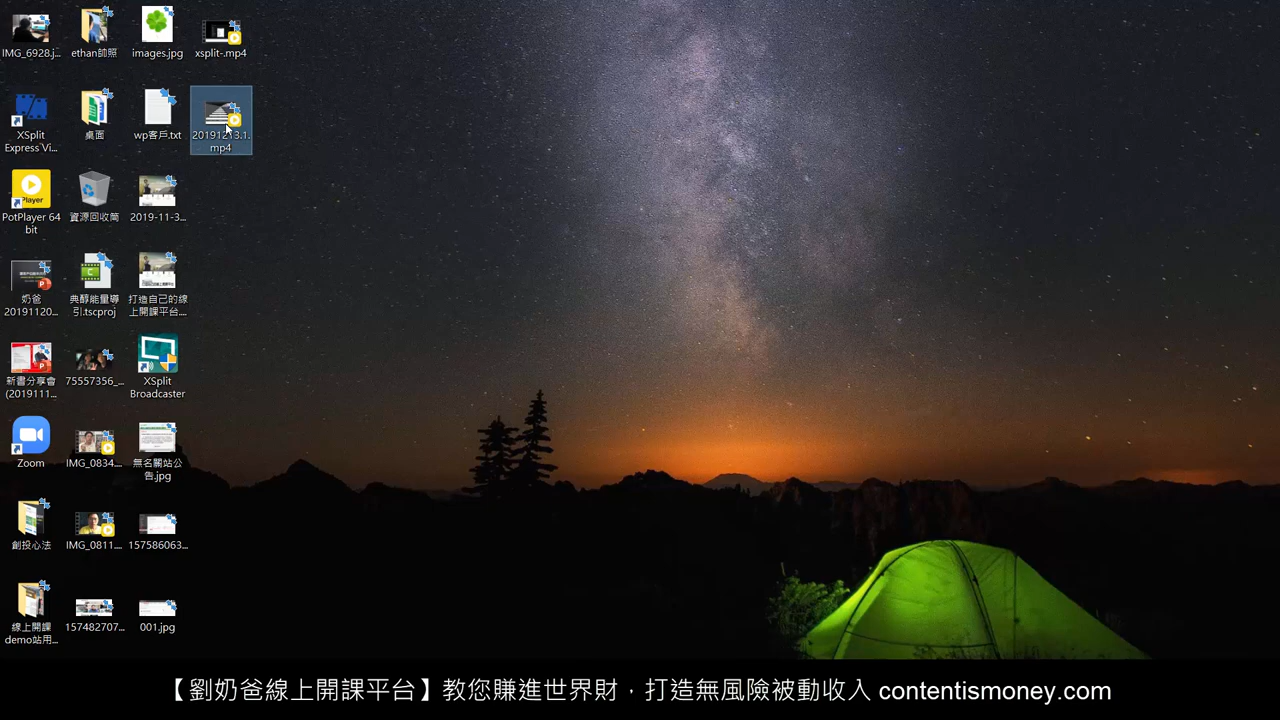 IMG_6928.j...
ethan帥照
images.jpg
xsplit-.mp4
XSplit
Express Vi...
桌面
wp客戶.txt
20191213.1.
mp4
Player
PotPlayer 64
bit
資源回收筒
2019-11-3...
奶爸
20191120...
典醇能量導
引.tscproj
打造自己的線
上開課平台....
新書分享會
(2019111...
75557356_...
XSplit
Broadcaster
Zoom
IMG_0834....
無名關站公
告.jpg
創投心法
IMG_0811....
157586063...
線上開課
demo站用...
157482707...
001.jpg
【劉奶爸線上開課平台】教您賺進世界財，打造無風險被動收入 contentismoney.com